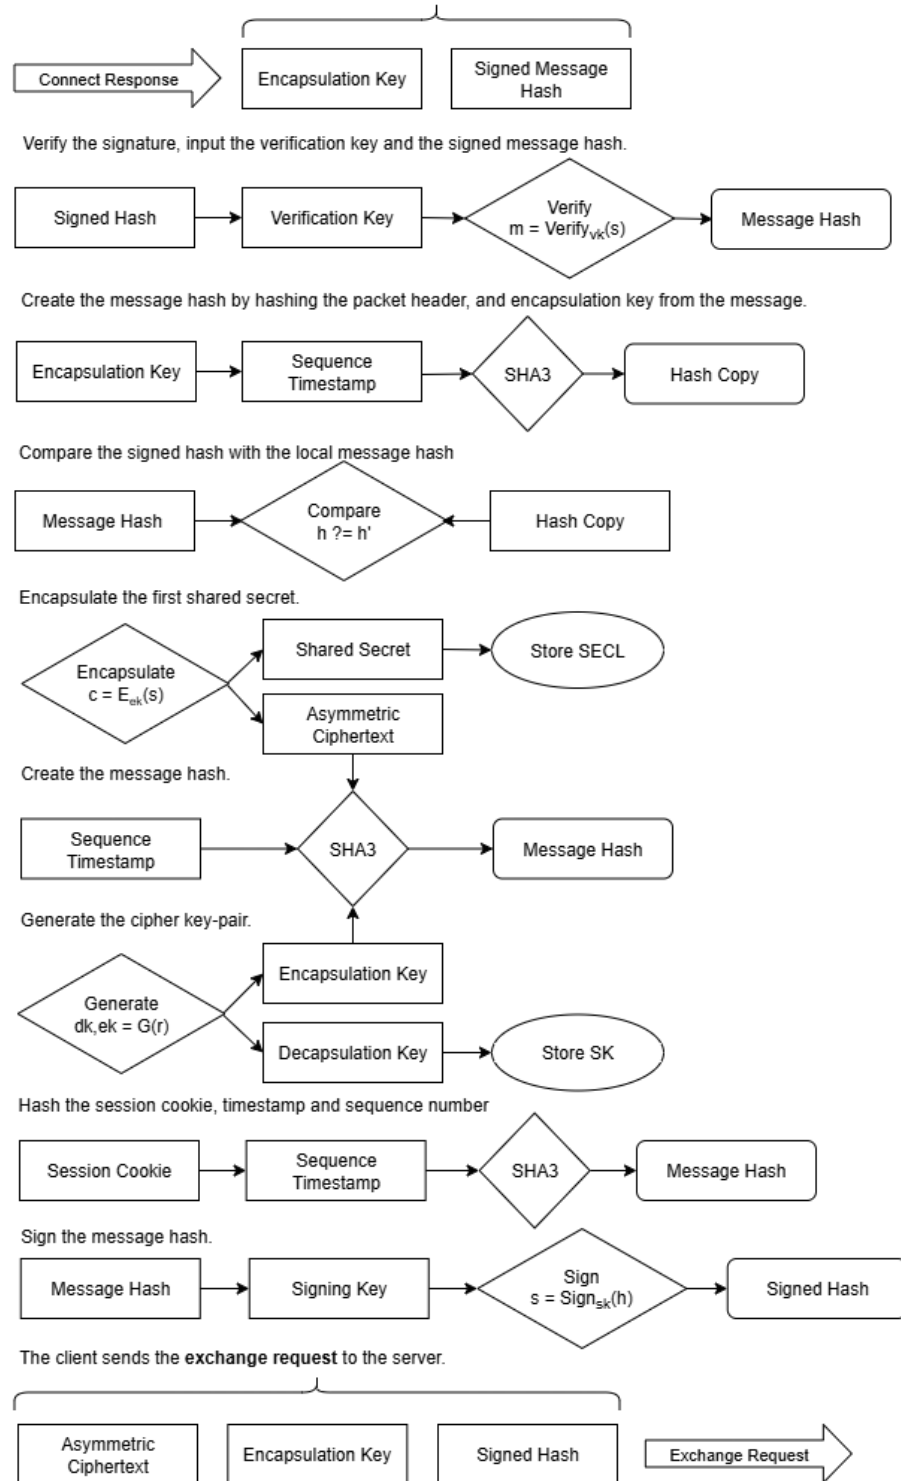 Connect Response
Encapsulation Key
Signed Message
Hash
Verify the signature, input the verification key and the signed message hash.
Signed Hash
Verification Key
Verify
m = Verifyvk(s)
Message Hash
Create the message hash by hashing the packet header, and encapsulation key from the message.
Encapsulation Key
Sequence
Timestamp
SHA3
Hash Copy
Compare the signed hash with the local message hash
Message Hash
Compare
h ?= h'
Hash Copy
Encapsulate the first shared secret.
Encapsulate
c = Eek(s)
Shared Secret
Store SECL
Asymmetric
Ciphertext
Create the message hash.
Sequence
Timestamp
SHA3
Message Hash
Generate the cipher key-pair.
Generate
dk,ek = G(r)
Encapsulation Key
Decapsulation Key
Store SK
Hash the session cookie, timestamp and sequence number
Session Cookie
Sequence
Timestamp
SHA3
Message Hash
Sign the message hash.
Message Hash
Signing Key
Sign
s = Signsk(h)
Signed Hash
The client sends the exchange request to the server.
Asymmetric
Ciphertext
Encapsulation Key
Signed Hash
Exchange Request